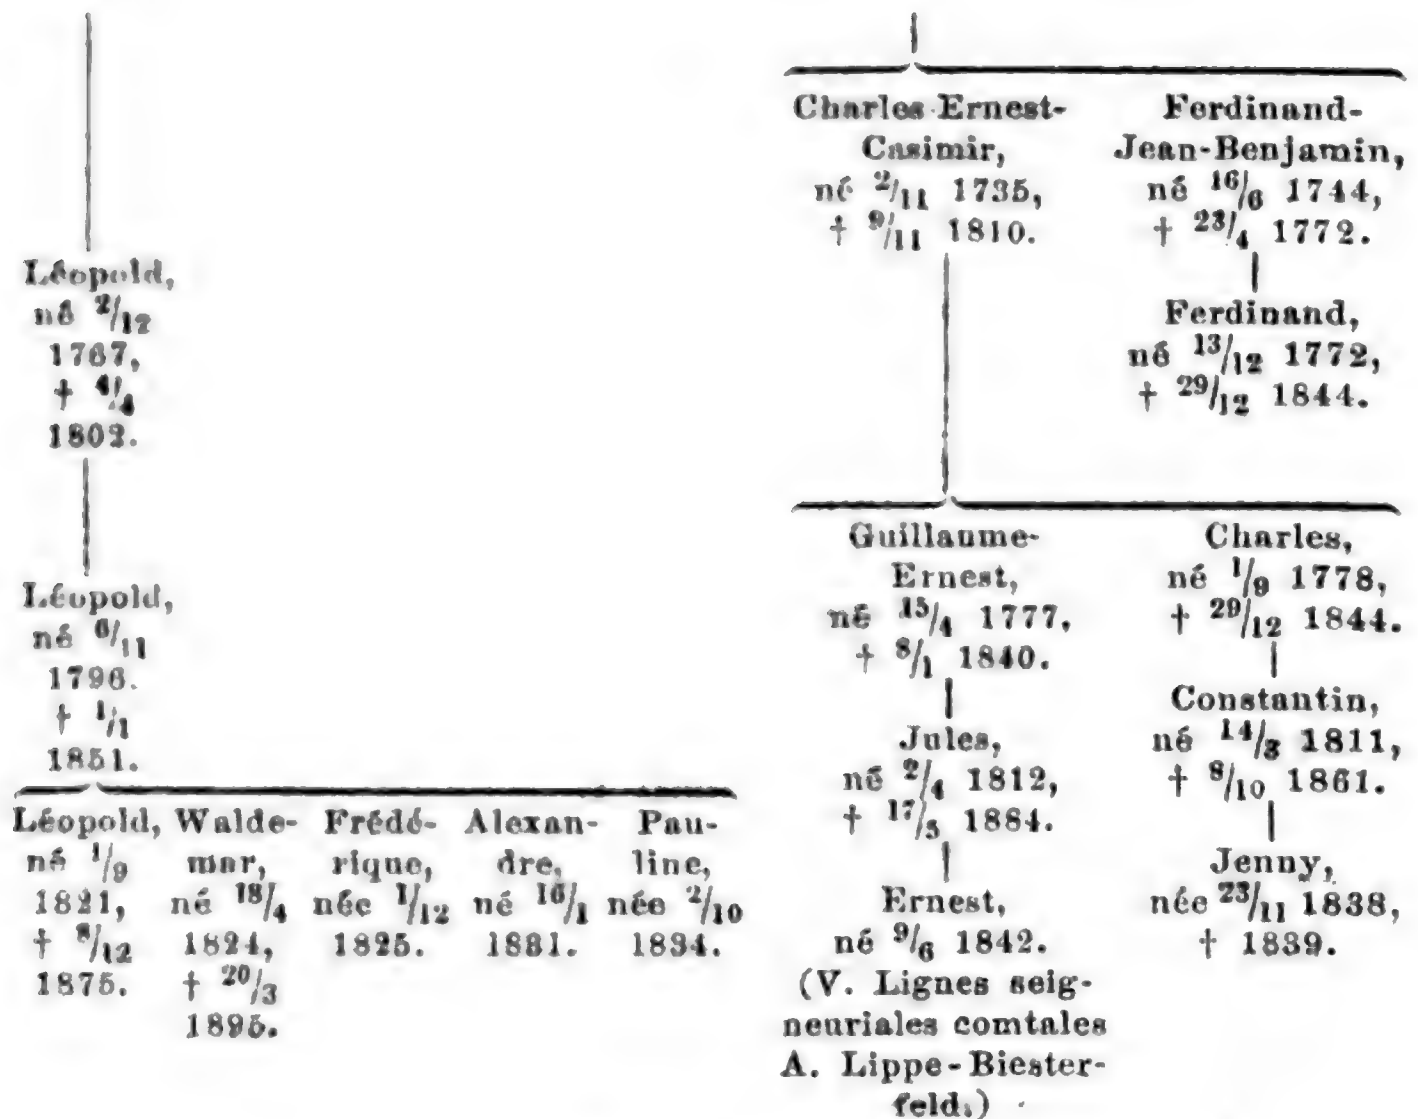 Charles-Ernest-
Casimir,
né 2/11 1735,
† 9/11 1810.
Ferdinand-
Jean-Benjamin,
né 16/6 1744,
† 23/4 1772.
Ferdinand,
né 13/12 1772,
† 29/12 1844.
Léopold,
né 2/12
1767,
† 4/4
1802.
Léopold,
né 6/11
1796.
† 1/1
1851.
Léopold,
né 1/9
1821,
† 8/12
1875.
Walde-
mar,
né 18/4
1824,
† 20/3
1895.
Frédé-
rique,
née 1/12
1825.
Alexan-
dre,
né 16/1
1831.
Pau-
line,
née 2/10
1834.
Guillaume-
Ernest,
né 15/4 1777,
† 8/1 1840.
Jules,
né 2/4 1812,
† 17/5 1884.
Ernest,
né 9/6 1842.
(V. Lignes seig-
neuriales comtales
A. Lippe-Biester-
feld.)
Charles,
né 1/9 1778,
† 29/12 1844.
Constantin,
né 14/3 1811,
† 8/10 1861.
Jenny,
née 23/11 1838,
† 1839.